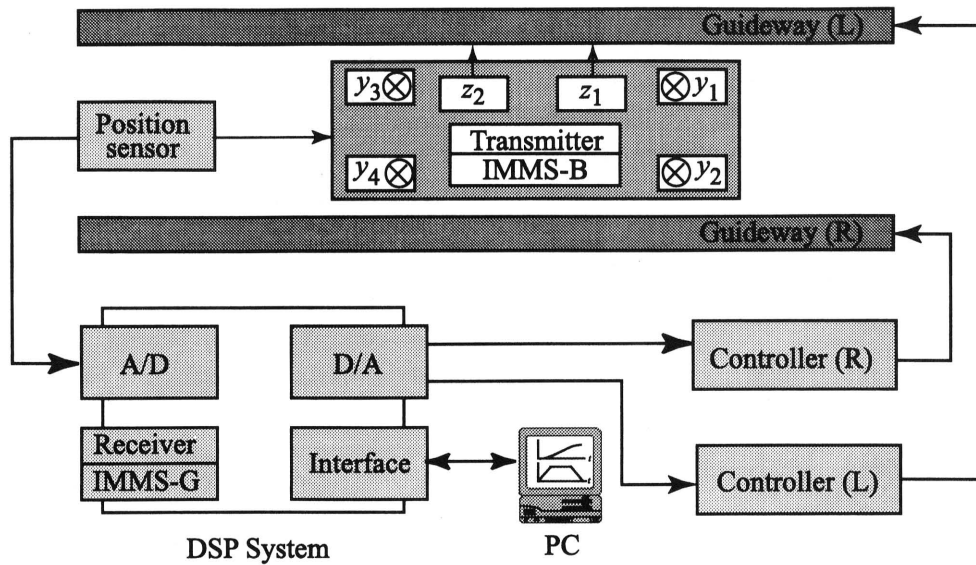 Guideway (L)
y3 z2 z1 y1
Position
sensor
Transmitter
IMMS-B
y4 y2
Guideway (R)
A/D
D/A
Controller (R)
Receiver
IMMS-G
Interface
t
t
Controller (L)
DSP System
PC